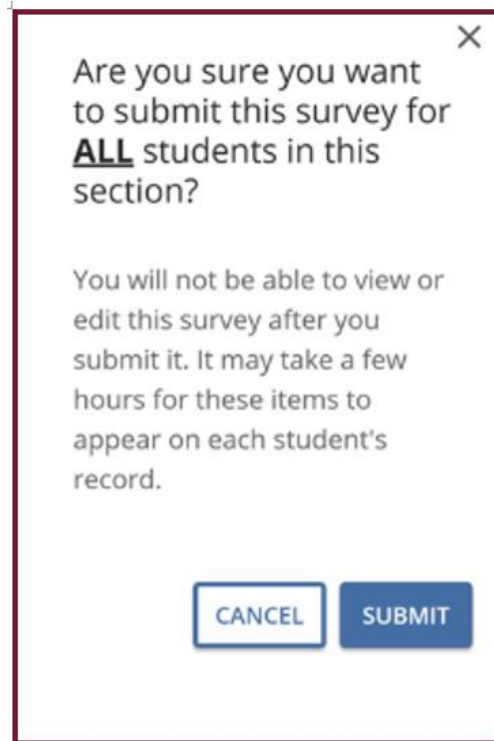 Are you sure you want
to submit this survey for
ALL students in this
section?
You will not be able to view or
edit this survey after you
submit it. It may take a few
hours for these items to
appear on each student's
record.
CANCEL SUBMIT